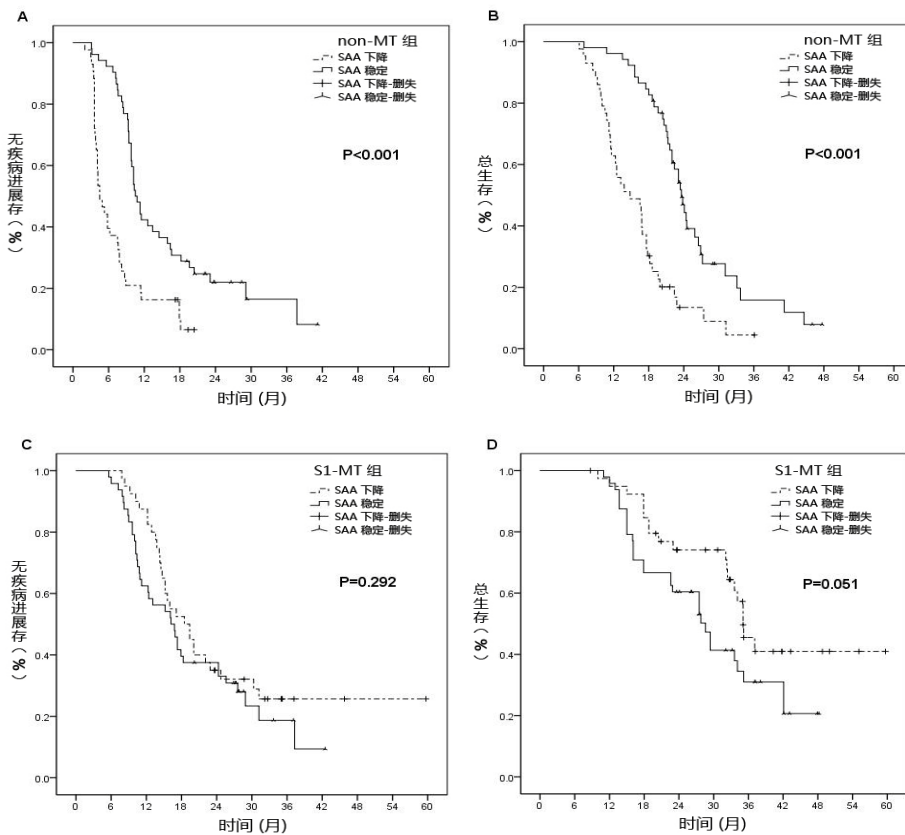 A
non-MT 组
SAA 下降
SAA 稳定
SAA 下降-删失
SAA 稳定-删失
P<0.001
无疾病进展存（%）
1.0
0.8
0.6
0.4
0.2
0.0
0 6 12 18 24 30 36 42 48 54 60
时间 (月)
B
non-MT 组
SAA 下降
SAA 稳定
SAA 下降-删失
SAA 稳定-删失
P<0.001
总生存（%）
1.0
0.8
0.6
0.4
0.2
0.0
0 6 12 18 24 30 36 42 48 54 60
时间 (月)
C
S1-MT 组
SAA 下降
SAA 稳定
SAA 下降-删失
SAA 稳定-删失
P=0.292
无疾病进展存（%）
1.0
0.8
0.6
0.4
0.2
0.0
0 6 12 18 24 30 36 42 48 54 60
时间 (月)
D
S1-MT 组
SAA 下降
SAA 稳定
SAA 下降-删失
SAA 稳定-删失
P=0.051
总生存（%）
1.0
0.8
0.6
0.4
0.2
0.0
0 6 12 18 24 30 36 42 48 54 60
时间 (月)